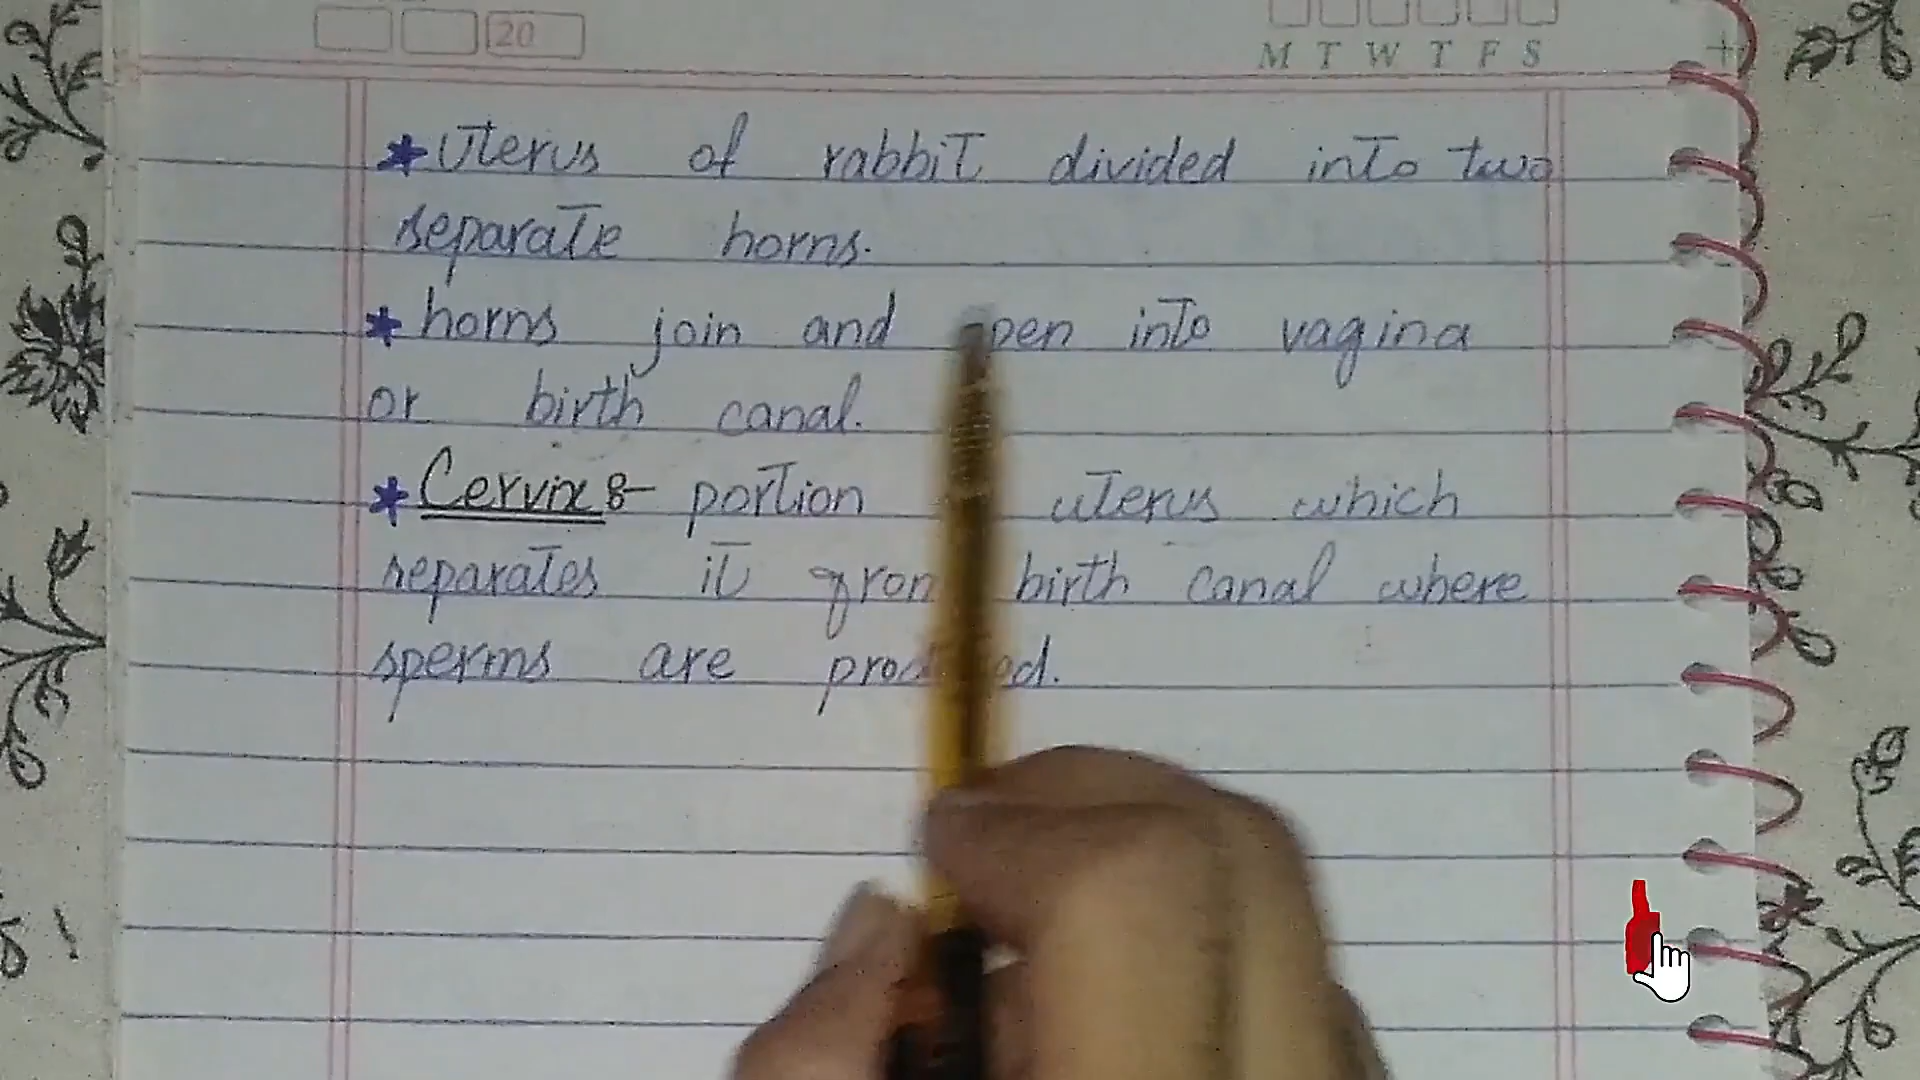 20
M T W T F S
*Uterus of rabbit divided into two
separate horns.
*horns join and open into vagina
or birth canal.
*Cervix:- portion uterus which
separates it from birth canal where
sperms are